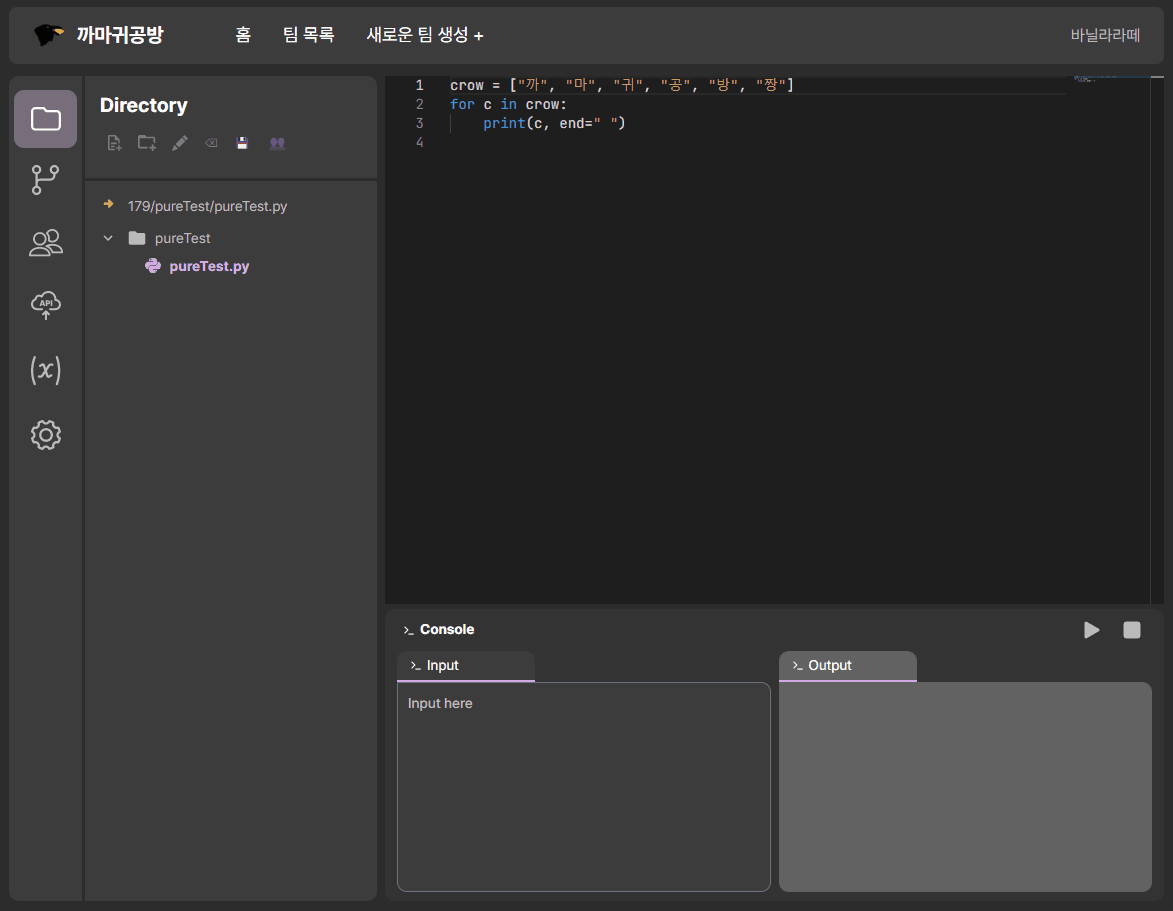 까마귀공방 홈 팀 목록 새로운 팀 생성 + 바닐라라떼
Directory
179/pureTest/pureTest.py
pureTest
pureTest.py
API
(x)
1 crow = ["까", "마", "귀", "공", "방", "짱"]
2 for c in crow:
3     print(c, end=" ")
4
>_ Console
>_ Input
Input here
>_ Output